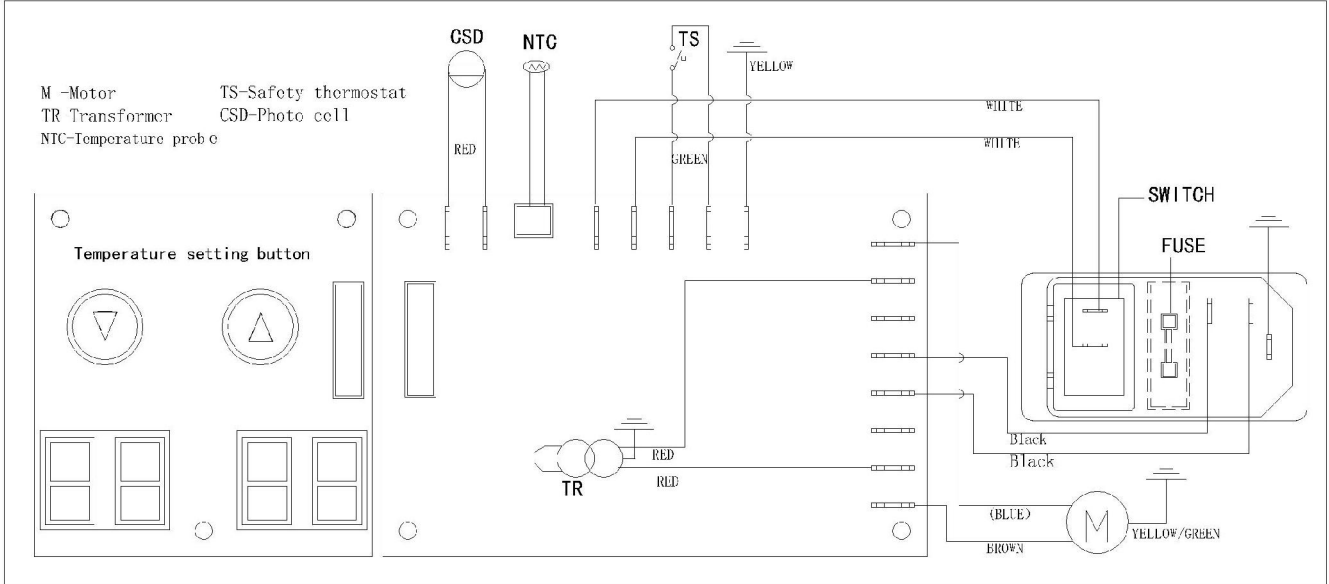 CSD
NTC
TS
YELLOW
M -Motor TS-Safety thermostat
TR Transformer CSD-Photo cell
NTC-Temperature probe
WHITE
WHITE
RED
GREEN
SWITCH
FUSE
Temperature setting button
RED
RED
TR
Black
Black
(BLUE)
M
YELLOW/GREEN
BROWN